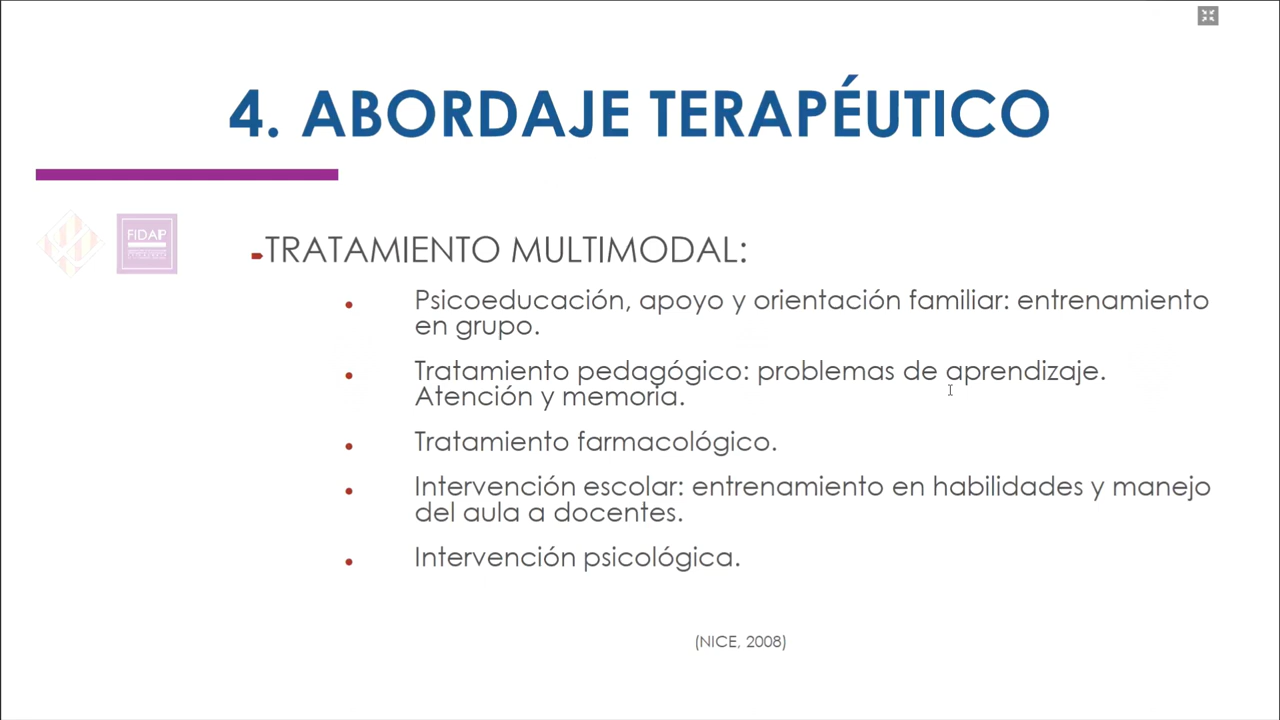 4. ABORDAJE TERAPÉUTICO
FIDAP
TRATAMIENTO MULTIMODAL:
Psicoeducación, apoyo y orientación familiar: entrenamiento
en grupo.
Tratamiento pedagógico: problemas de aprendizaje.
Atención y memoria.
Tratamiento farmacológico.
Intervención escolar: entrenamiento en habilidades y manejo
del aula a docentes.
Intervención psicológica.
(NICE, 2008)